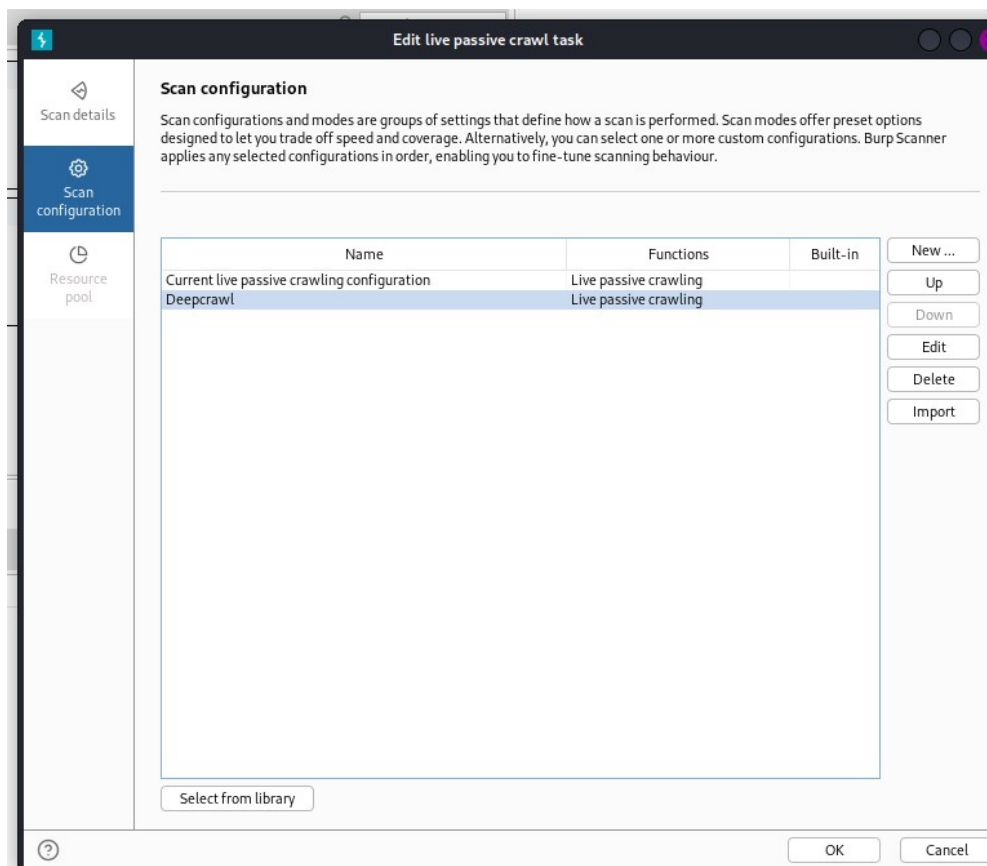 Edit live passive crawl task
Scan details
Scan
configuration
Resource
pool
Scan configuration
Scan configurations and modes are groups of settings that define how a scan is performed. Scan modes offer preset options
designed to let you trade off speed and coverage. Alternatively, you can select one or more custom configurations. Burp Scanner
applies any selected configurations in order, enabling you to fine-tune scanning behaviour.
Name Functions Built-in
Current live passive crawling configuration Live passive crawling
Deepcrawl Live passive crawling
New ...
Up
Down
Edit
Delete
Import
Select from library
?
OK Cancel